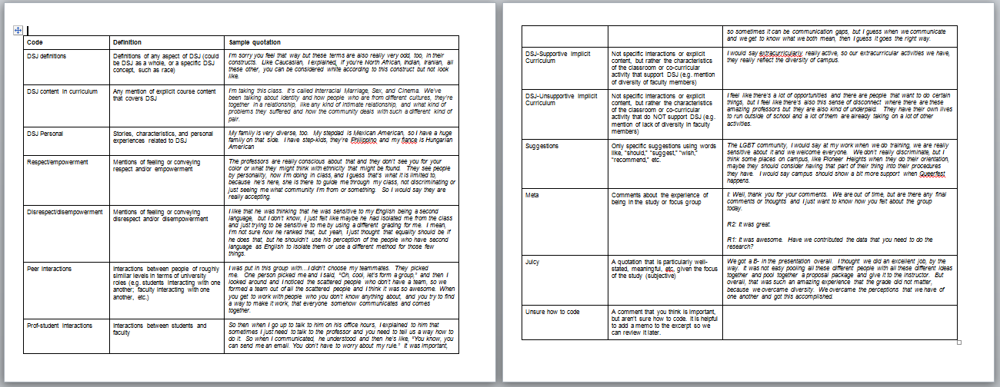 Code
Definition
Sample quotation
DSJ definitions
Definitions of any aspect of DSJ (could
be DSJ as a whole, or a specific DSJ
concept, such as race)
I'm sorry you feel that way but these terms are also really very odd, too, in their
constructs. Like Caucasian, I explained, if you're North African, Indian, Iranian, all
these other, you can be considered white according to this construct but not look
like.
DSJ content in curriculum
Any mention of explicit course content
that covers DSJ
I'm taking this class. It's called Interracial Marriage, Sex, and Cinema. We've
been talking about identity and how people who are from different cultures, they're
together in a relationship, like any kind of intimate relationship, and what kind of
problems they suffered and how the community deals with such a different kind of
pair.
DSJ Personal
Stories, characteristics, and personal
experiences related to DSJ
My family is very diverse, too. My stepdad is Mexican American, so I have a huge
family on that side. I have step-kids, they're Philippino and my fiance is Hungarian
American
Respect/empowerment
Mentions of feeling or conveying
respect and/or empowerment
The professors are really conscious about that and they don't see you for your
color or what they might think with ethnicity that might be found. They see people
by personality, how I'm doing in class, and I guess that's what it is limited to,
because he's here, she is there to guide me through my class, not discriminating or
just seeing me what community I'm from or something. So I would say they are
really accepting.
Disrespect/disempowerment
Mentions of feeling or conveying
disrespect and/or disempowerment
I like that he was thinking that he was sensitive to my English being a second
language, but I don't know, I just felt like maybe he had isolated me from the class
and just trying to be sensitive to me by using a different grading for me. I mean,
I'm not sure how he ranked that, but yeah, I just thought that equality should be if
he does that, but he shouldn't use his perception of the people who have second
language as English to isolate them or use a different method for those few
things.
Peer Interactions
Interactions between people of roughly
similar levels in terms of university
roles (e.g. students interacting with one
another; faculty interacting with one
another, etc.)
I was put in this group with…I didn't choose my teammates. They picked
me. One person picked me and I said, "Oh, cool, let's form a group," and then I
looked around and I noticed the scattered people who don't have a team, so we
formed a team out of all the scattered people and I think it was so awesome. When
you get to work with people who you don't know anything about, and you try to find
a way to make it work, that everyone somehow communicates and comes
together.
Prof-student Interactions
Interactions between students and
faculty
So then when I go up to talk to him on his office hours, I explained to him that
sometimes I just need to talk to the professor and you need to tell us a way how to
do it. So when I communicated, he understood and then he's like, "You know, you
can send me an email. You don't have to worry about my rule." It was important,
so sometimes it can be communication gaps, but I guess when we communicate
and we get to know what we both mean, then I guess it goes the right way.
DSJ-Supportive Implicit
Curriculum
Not specific interactions or explicit
content, but rather the characteristics
of the classroom or co-curricular
activity that support DSJ (e.g. mention
of diversity of faculty members)
I would say extracurricularly really active, so our extracurricular activities we have,
they really reflect the diversity of campus.
DSJ-Unsupportive Implicit
Curriculum
Not specific interactions or explicit
content, but rather the characteristics
of the classroom or co-curricular
activity that do NOT support DSJ (e.g.
mention of lack of diversity in faculty
members)
I feel like there's a lot of opportunities and there are people that want to do certain
things, but I feel like there's also this sense of disconnect where there are these
amazing professors but they are also kind of underpaid. They have their own lives
to run outside of school and a lot of them are already taking on a lot of other
activities.
Suggestions
Only specific suggestions using words
like, "should," "suggest," "wish,"
"recommend," etc.
The LGBT community, I would say at my work when we do training, we are really
sensitive about it and we welcome everyone. We don't really discriminate, but I
think some places on campus, like Pioneer Heights when they do their orientation,
maybe they should consider having that part of their thing into their procedures
they have. I would say campus should show a bit more support when Queerfest
happens.
Meta
Comments about the experience of
being in the study or focus group
I: Well, thank you for your comments. We are out of time, but are there any final
comments or thoughts and I just want to know how you felt about the group
today.
R2: It was great.
R1: It was awesome. Have we contributed the data that you need to do the
research?
Juicy
A quotation that is particularly well-
stated, meaningful, etc, given the focus
of the study (subjective)
We got a B- in the presentation overall. I thought we did an excellent job, by the
way. It was not easy pooling all these different people with all these different ideas
together and pool together a proposal package and give it to the instructor. But
overall, that was such an amazing experience that the grade did not matter,
because we overcame diversity. We overcame the perceptions that we have of
one another and got this accomplished.
Unsure how to code
A comment that you think is important,
but aren't sure how to code. It is helpful
to add a memo to the excerpt so we
can review it later.